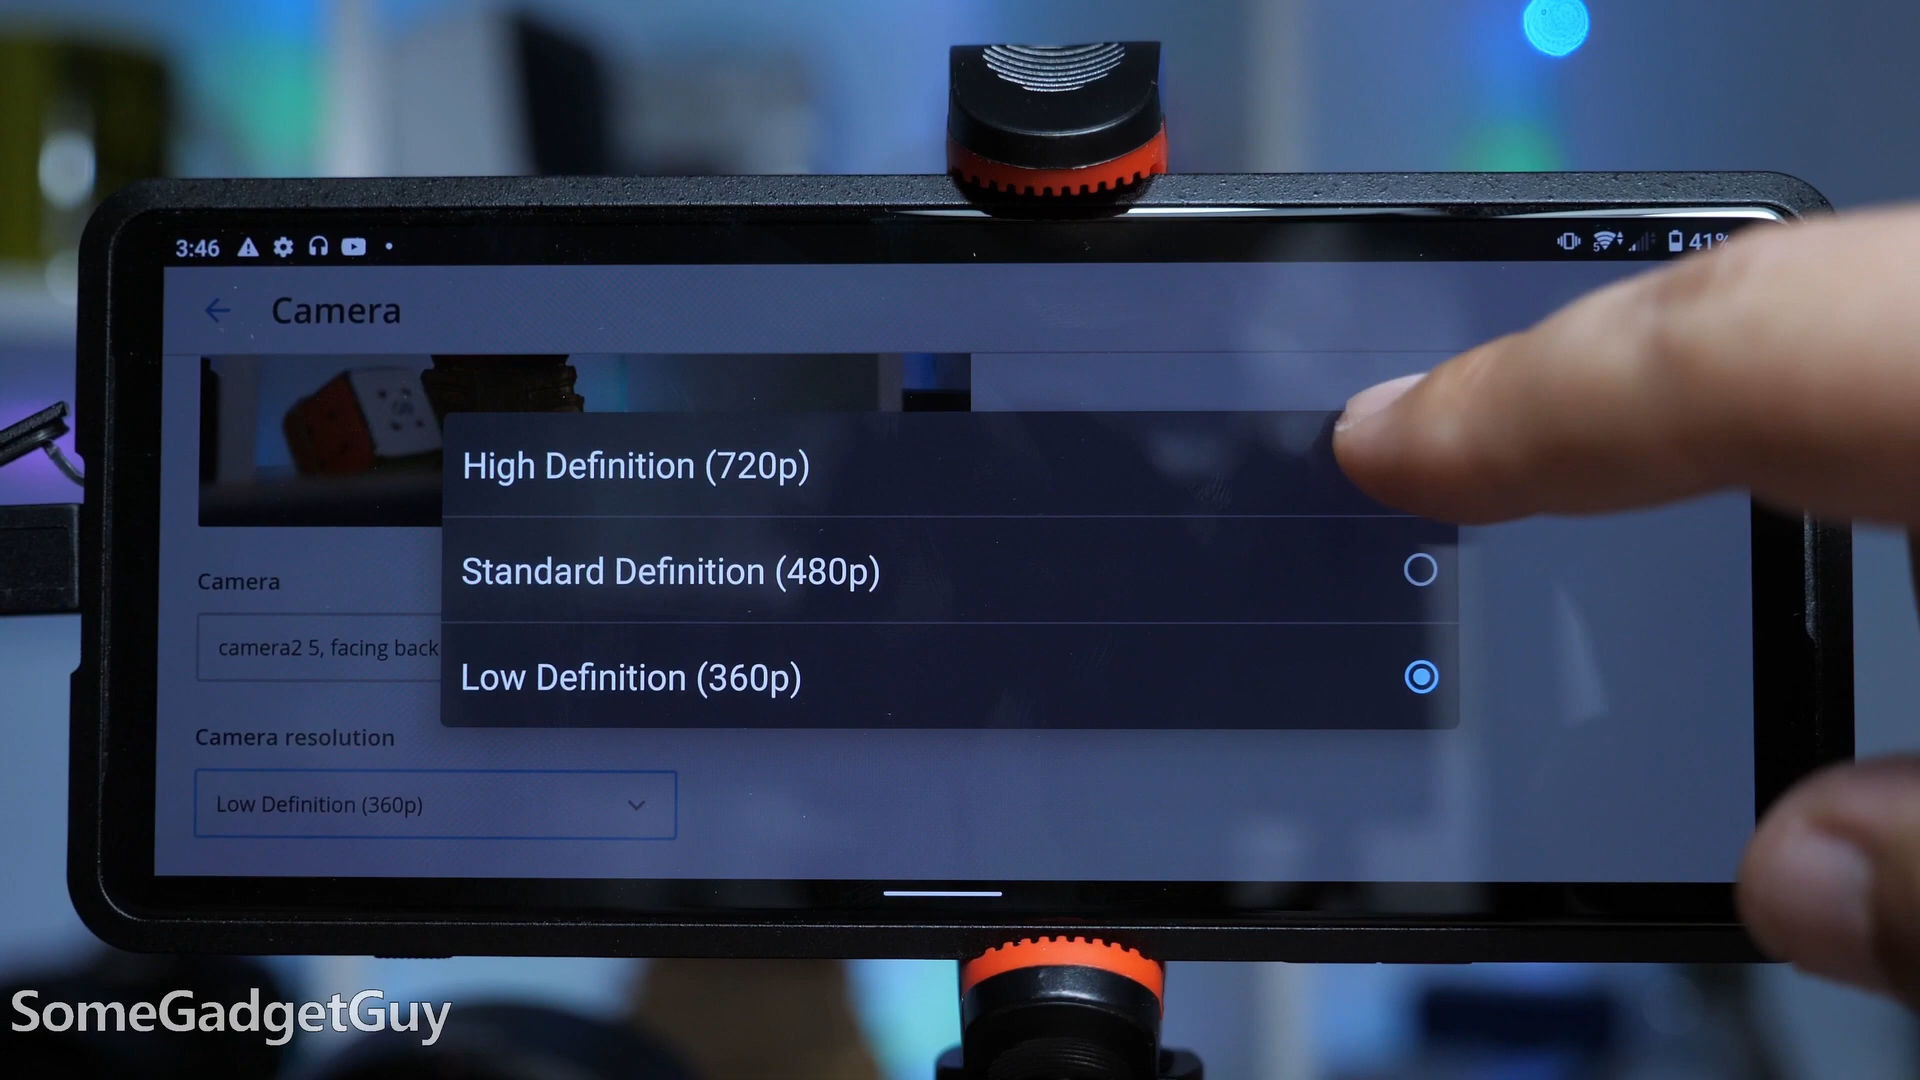 3:46
41%
Camera
High Definition (720p)
Standard Definition (480p)
Low Definition (360p)
Camera
camera2 5, facing back
Camera resolution
Low Definition (360p)
SomeGadgetGuy